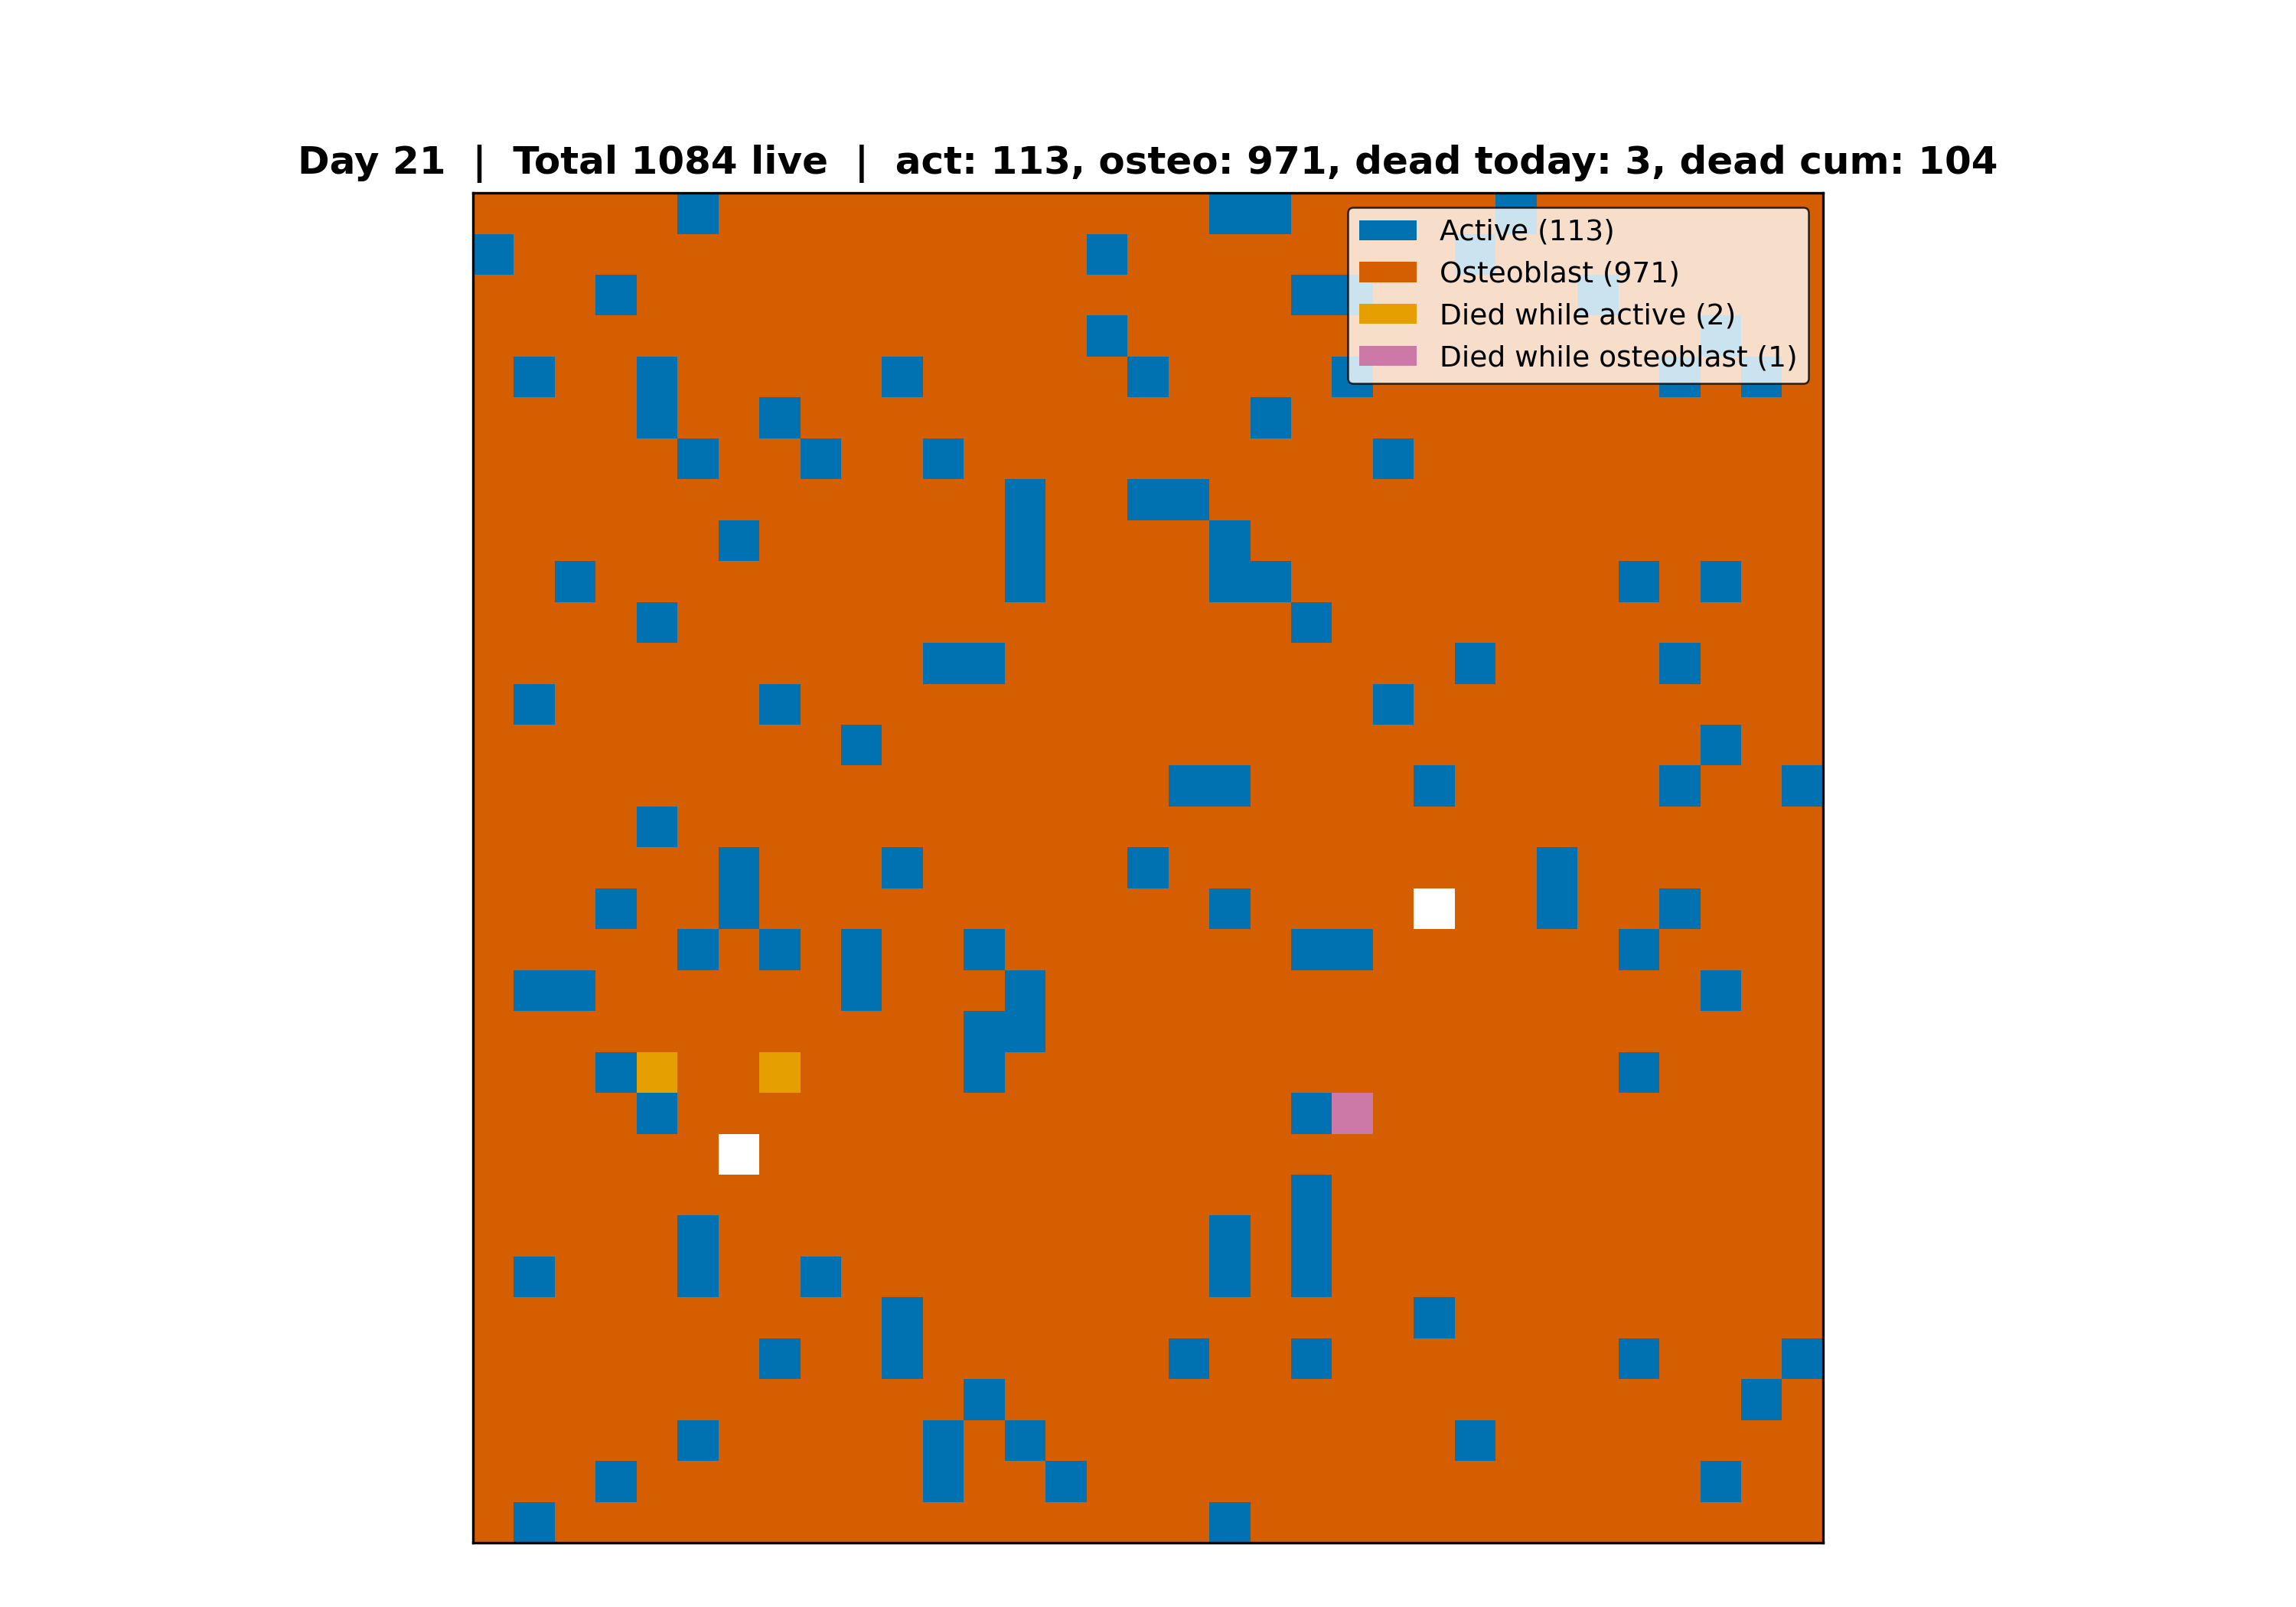 Day 21 | Total 1084 live | act: 113, osteo: 971, dead today: 3, dead cum: 104
Active (113)
Osteoblast (971)
Died while active (2)
Died while osteoblast (1)